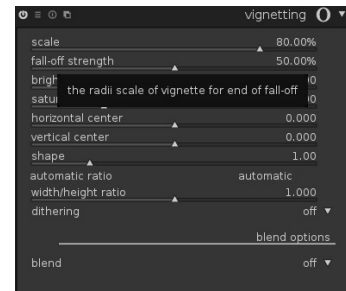 vignetting
scale 80.00%
fall-off strength 50.00%
the radii scale of vignette for end of fall-off
horizontal center 0.000
vertical center 0.000
shape 1.00
automatic ratio automatic
width/height ratio 1.000
dithering off
blend options
blend off